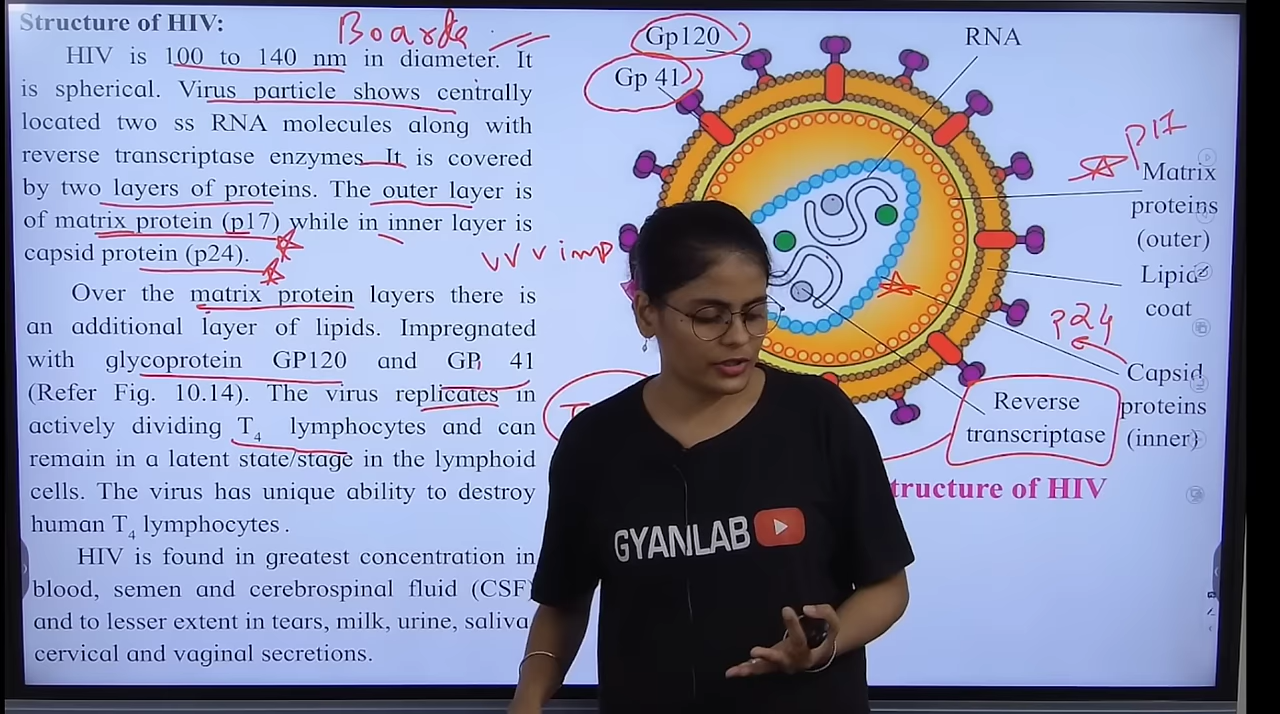 Structure of HIV:
Boards
HIV is 100 to 140 nm in diameter. It
is spherical. Virus particle shows centrally
located two ss RNA molecules along with
reverse transcriptase enzymes It is covered
by two layers of proteins. The outer layer is
of matrix protein (p17) while in inner layer is
capsid protein (p24).
vvv imp
Over the matrix protein layers there is
an additional layer of lipids. Impregnated
with glycoprotein GP120 and GP, 41
(Refer Fig. 10.14). The virus replicates in
actively dividing T4 lymphocytes and can
remain in a latent state/stage in the lymphoid
cells. The virus has unique ability to destroy
human T4 lymphocytes.
HIV is found in greatest concentration in
blood, semen and cerebrospinal fluid (CSF)
and to lesser extent in tears, milk, urine, saliva
cervical and vaginal secretions.
Gp120
Gp 41
RNA
p17
Matrix
proteins
(outer)
Lipid
coat
p24
Capsid
proteins
(inner)
Reverse
transcriptase
tructure of HIV
GYANLAB